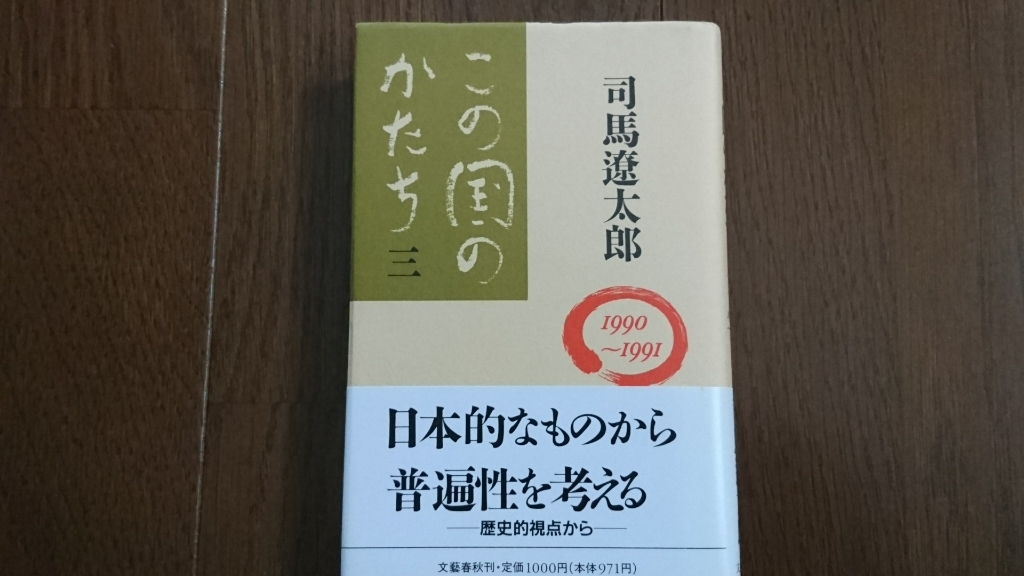 司馬遼太郎
この国の
かたち 三
1990
～1991
日本的なものから
普遍性を考える
──歴史的視点から──
文藝春秋刊・定価1000円(本体971円)